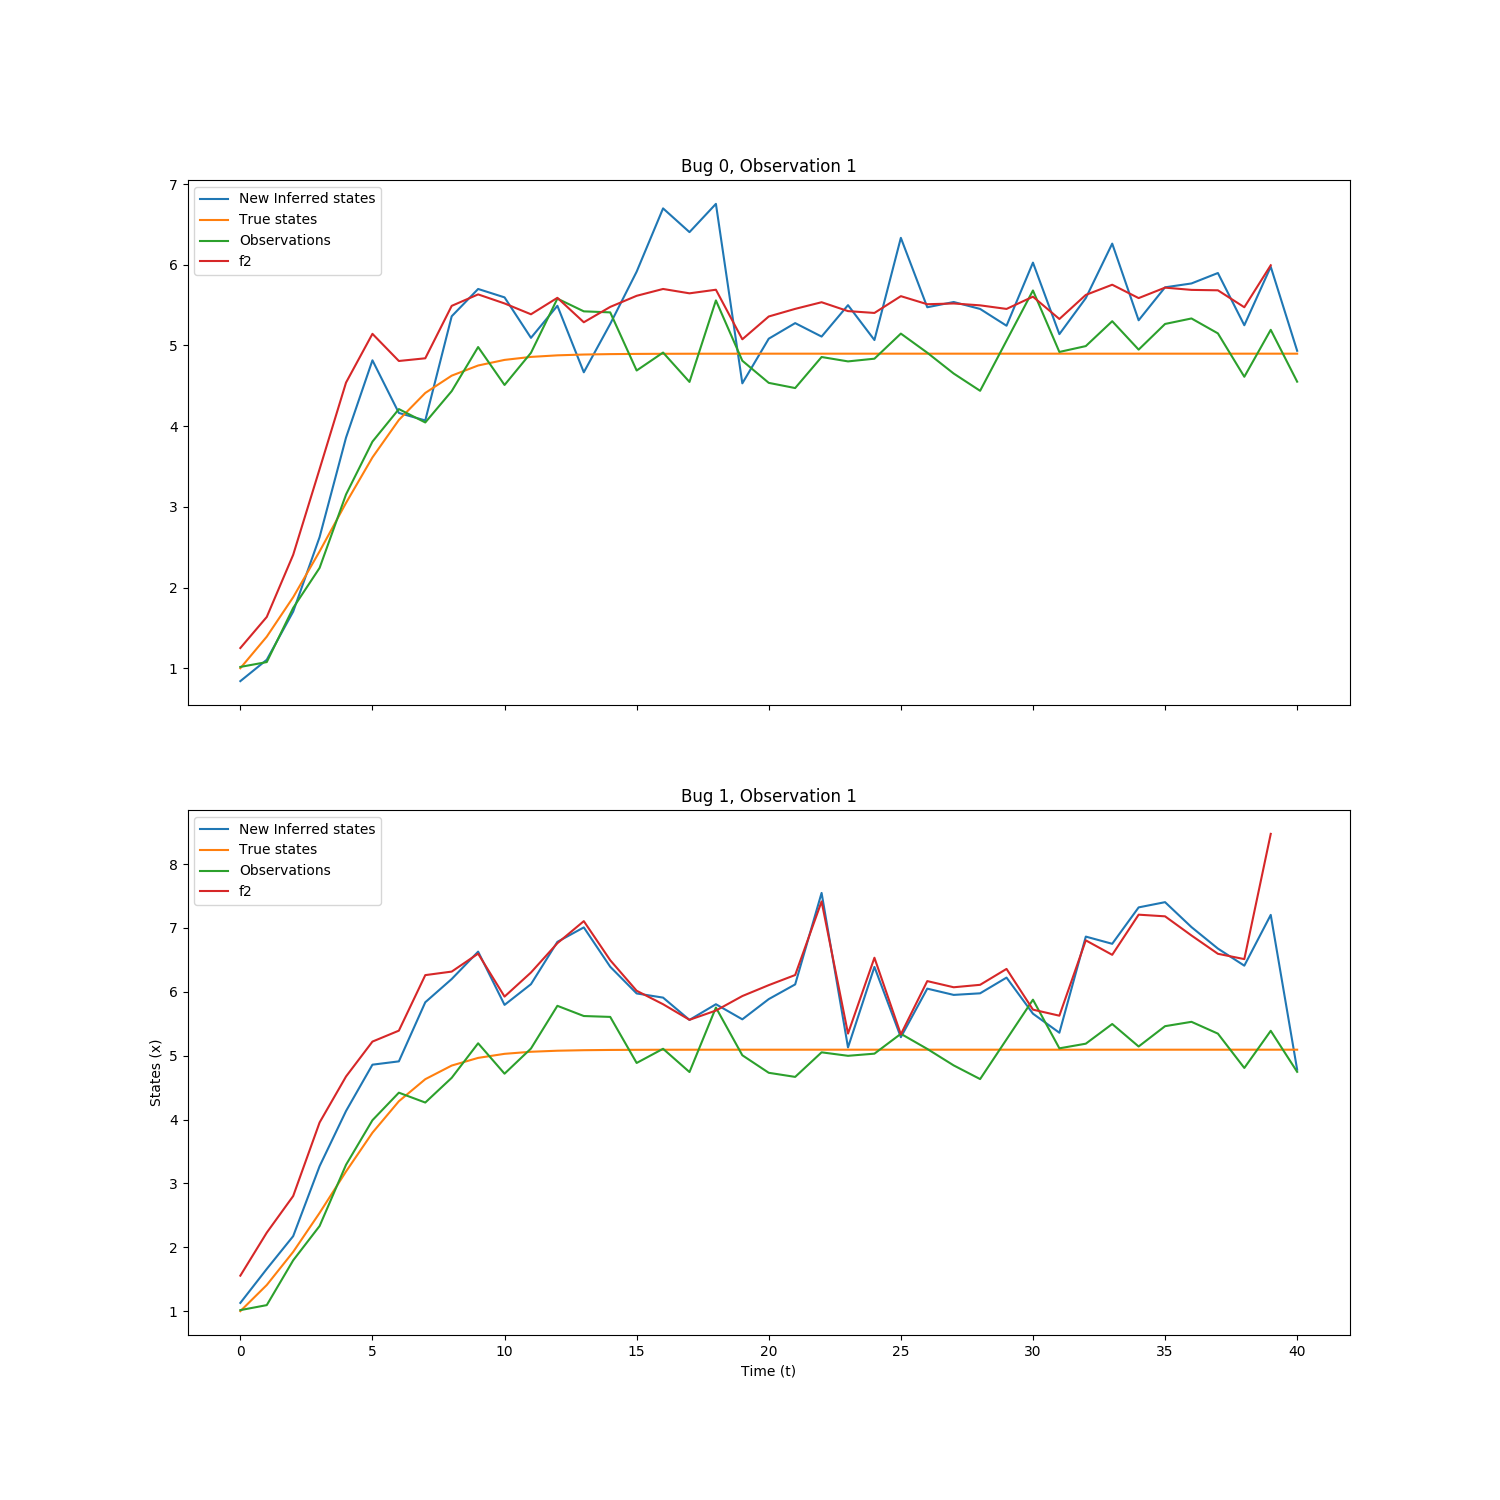 Bug 0, Observation 1
7
6
5
4
3
2
1
New Inferred states
True states
Observations
f2
Bug 1, Observation 1
States (x)
8
7
6
5
4
3
2
1
New Inferred states
True states
Observations
f2
0 5 10 15 20 25 30 35 40
Time (t)